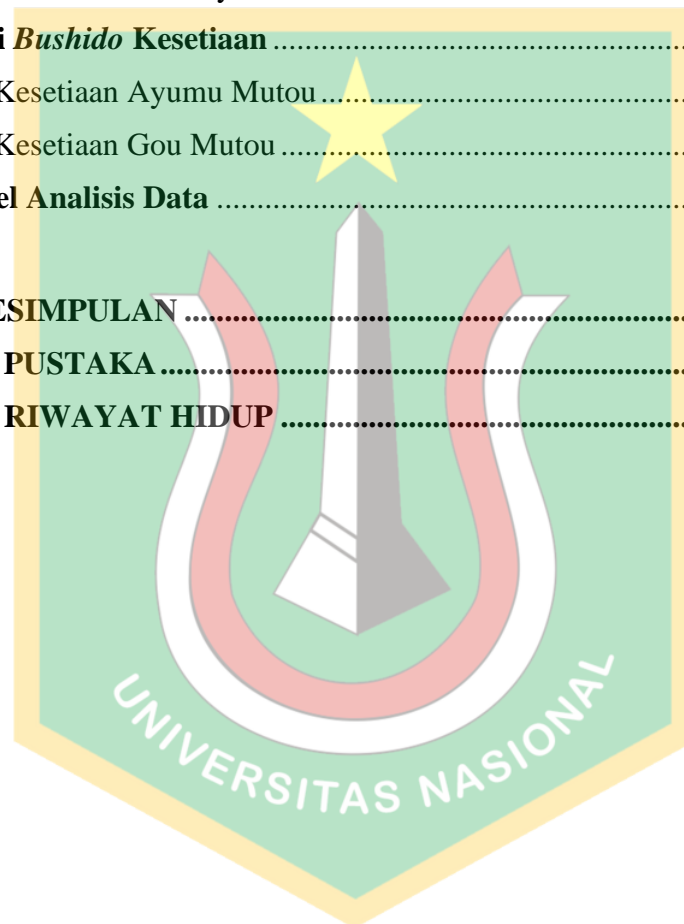 i Bushido Kesetiaan ........................................................
Kesetiaan Ayumu Mutou ........................................................
Kesetiaan Gou Mutou ........................................................
el Analisis Data ........................................................
ESIMPULAN ........................................................
PUSTAKA ........................................................
RIWAYAT HIDUP ........................................................
UNIVERSITAS NASIONAL